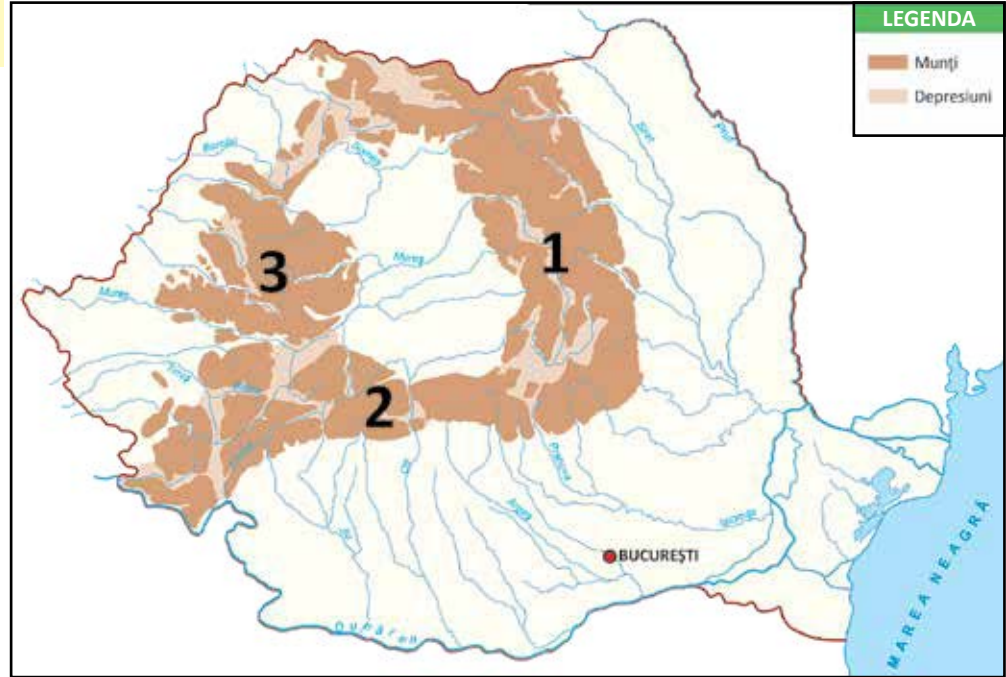 LEGENDA
Munți
Depresiuni
Siret
Prut
Someș
3
1
Mureș
Mureș
Timiș
2
Olt
Prahova
Jiu
Argeș
Ialomița
BUCUREȘTI
Dunărea
MAREA NEAGRĂ